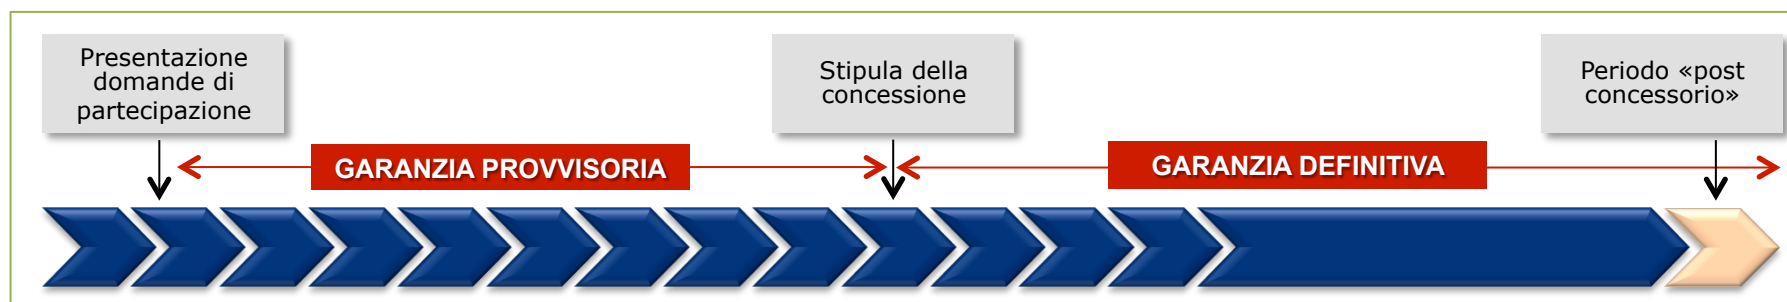 Presentazione
domande di
partecipazione
Stipula della
concessione
Periodo «post
concessorio»
GARANZIA PROVVISORIA
GARANZIA DEFINITIVA